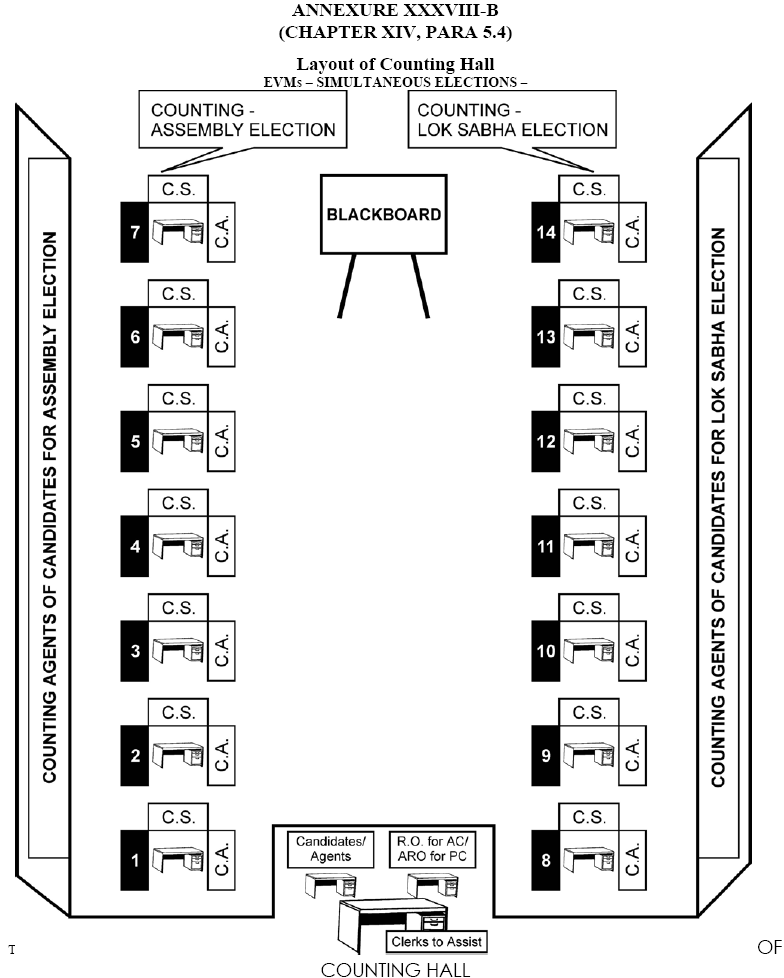 ANNEXURE XXXVIII-B
(CHAPTER XIV, PARA 5.4)
Layout of Counting Hall
EVMs – SIMULTANEOUS ELECTIONS –
COUNTING -
ASSEMBLY ELECTION
COUNTING -
LOK SABHA ELECTION
BLACKBOARD
COUNTING AGENTS OF CANDIDATES FOR ASSEMBLY ELECTION
C.S.
7
C.A.
C.S.
6
C.A.
C.S.
5
C.A.
C.S.
4
C.A.
C.S.
3
C.A.
C.S.
2
C.A.
C.S.
1
C.A.
C.S.
14
C.A.
C.S.
13
C.A.
C.S.
12
C.A.
C.S.
11
C.A.
C.S.
10
C.A.
C.S.
9
C.A.
C.S.
8
C.A.
COUNTING AGENTS OF CANDIDATES FOR LOK SABHA ELECTION
Candidates/
Agents
R.O. for AC/
ARO for PC
Clerks to Assist
T
OF
COUNTING HALL